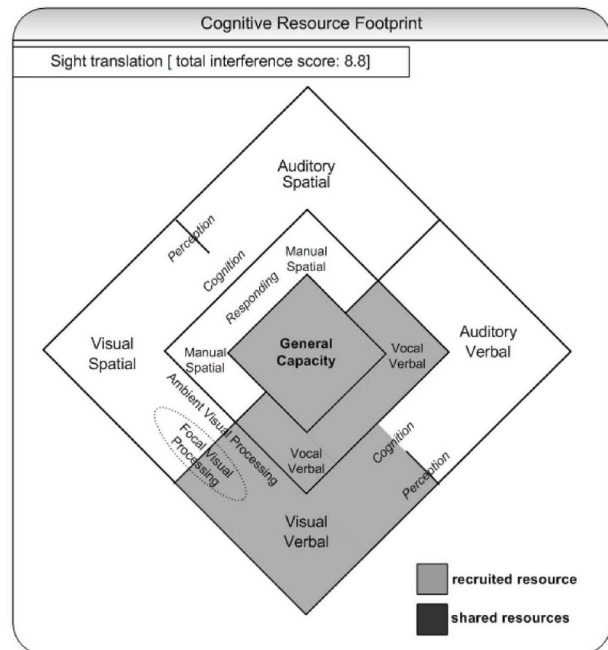 Cognitive Resource Footprint
Sight translation [ total interference score: 8.8]
Auditory
Spatial
Perception
Cognition
Manual
Spatial
Responding
Visual
Spatial
Manual
Spatial
General
Capacity
Vocal
Verbal
Auditory
Verbal
Ambient Visual Processing
Focal Visual
Processing
Vocal
Verbal
Cognition
Perception
Visual
Verbal
recruited resource
shared resources